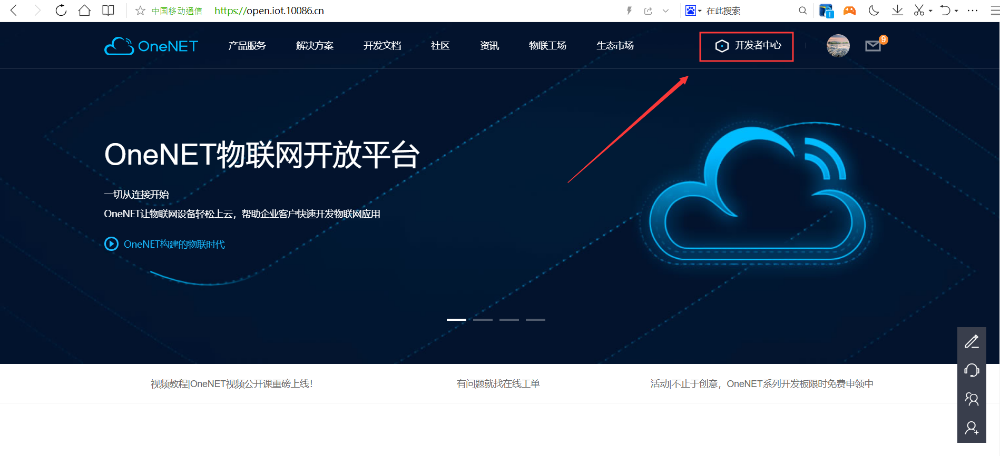 中国移动通信 https://open.iot.10086.cn 在此搜索
OneNET 产品服务 解决方案 开发文档 社区 资讯 物联工场 生态市场 开发者中心 9
OneNET物联网开放平台
一切从连接开始
OneNET让物联网设备轻松上云，帮助企业客户快速开发物联网应用
OneNET构建的物联时代
视频教程|OneNET视频公开课重磅上线！ 有问题就找在线工单 活动|不止于创意，OneNET系列开发板限时免费申领中